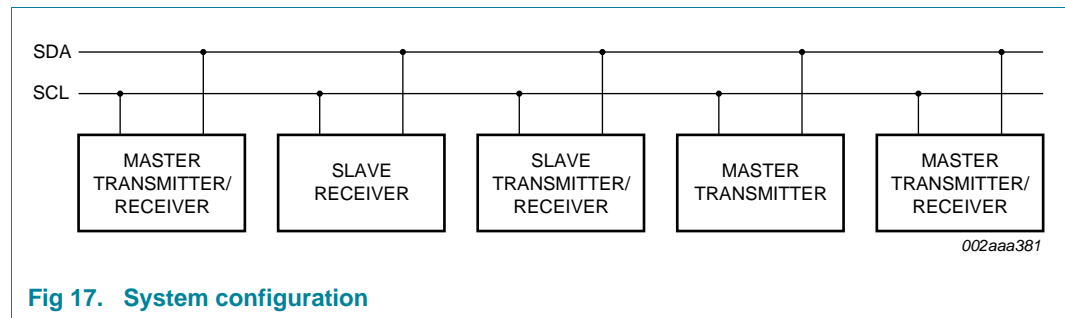 SDA
SCL
MASTER
TRANSMITTER/
RECEIVER
SLAVE
RECEIVER
SLAVE
TRANSMITTER/
RECEIVER
MASTER
TRANSMITTER
MASTER
TRANSMITTER/
RECEIVER
002aaa381
Fig 17. System configuration